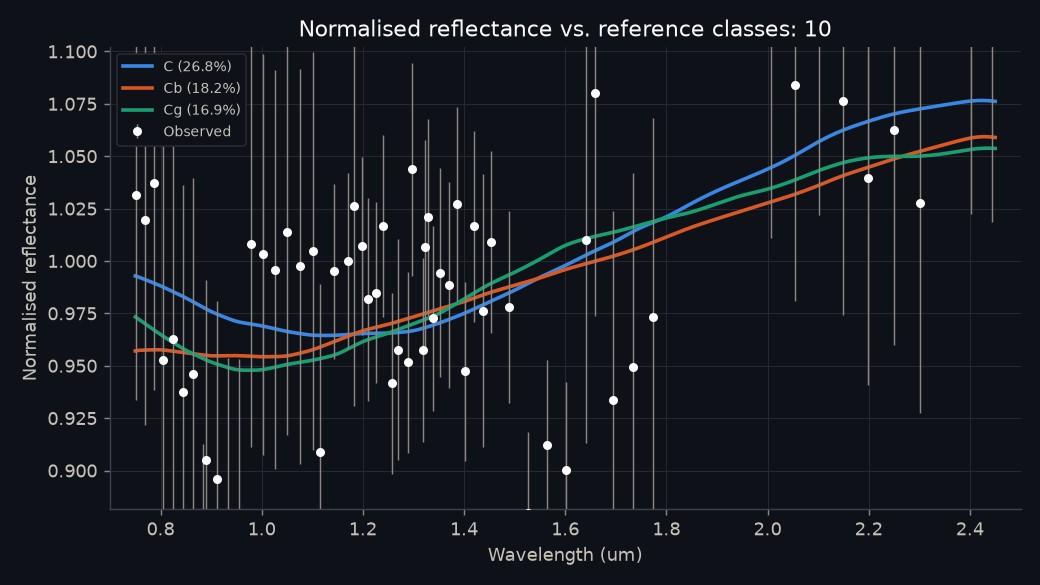 Normalised reflectance vs. reference classes: 10
C (26.8%)
Cb (18.2%)
Cg (16.9%)
Observed
Normalised reflectance
1.100
1.075
1.050
1.025
1.000
0.975
0.950
0.925
0.900
0.8 1.0 1.2 1.4 1.6 1.8 2.0 2.2 2.4
Wavelength (um)